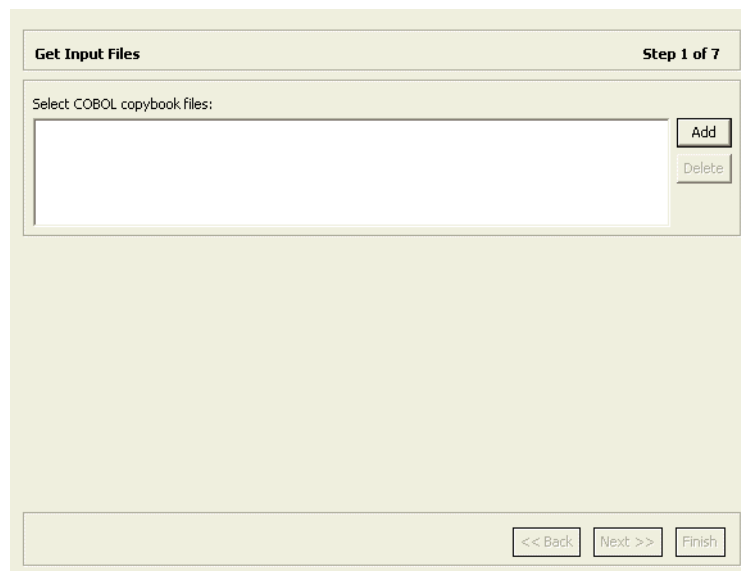 Get Input Files Step 1 of 7
Select COBOL copybook files:
Add
Delete
<< Back Next >> Finish